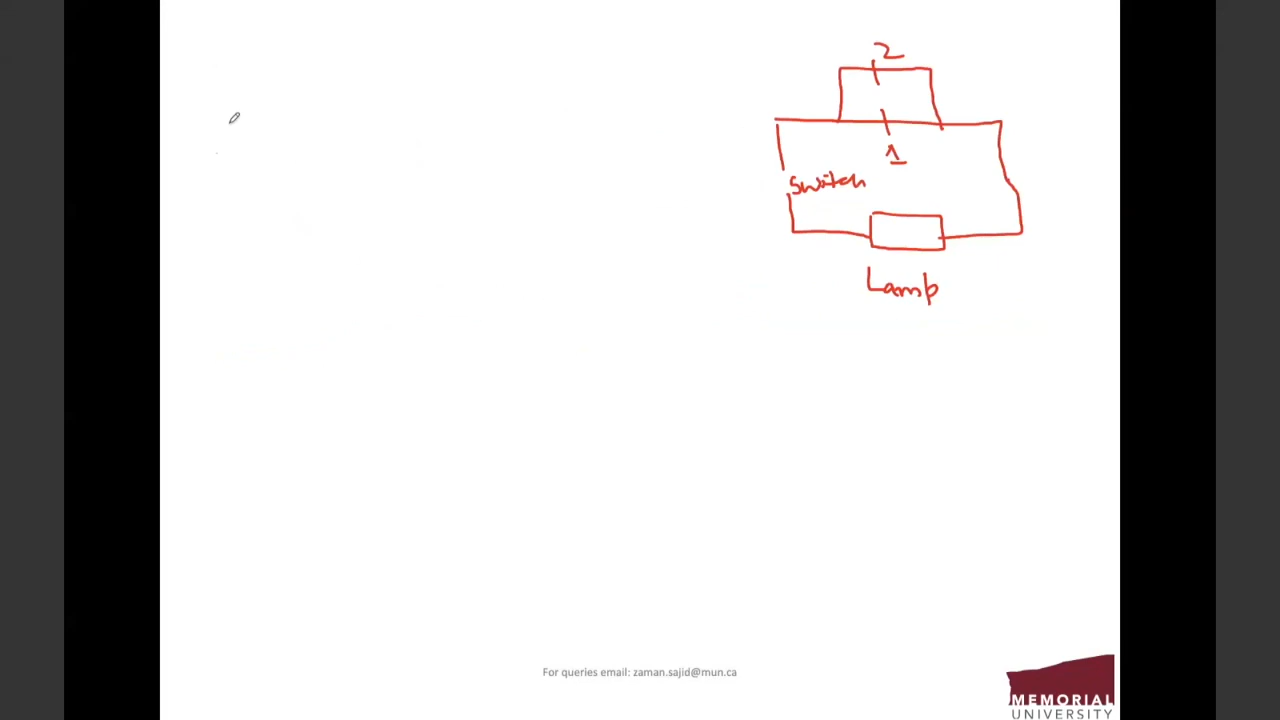 2
1
Switch
Lamp
For queries email: zaman.sajid@mun.ca
MEMORIAL
UNIVERSITY